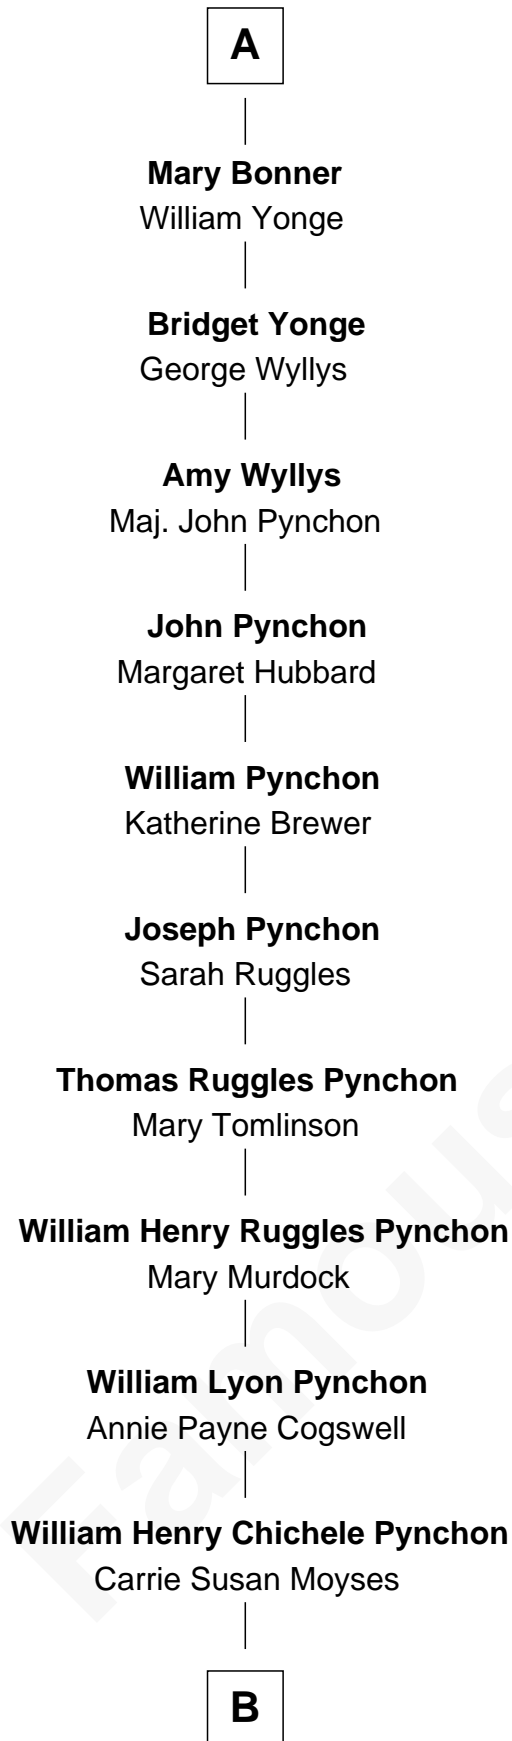 A
Mary Bonner
William Yonge
Bridget Yonge
George Wyllys
Amy Wyllys
Maj. John Pynchon
John Pynchon
Margaret Hubbard
William Pynchon
Katherine Brewer
Joseph Pynchon
Sarah Ruggles
Thomas Ruggles Pynchon
Mary Tomlinson
William Henry Ruggles Pynchon
Mary Murdock
William Lyon Pynchon
Annie Payne Cogswell
William Henry Chichele Pynchon
Carrie Susan Moyses
B
Famous